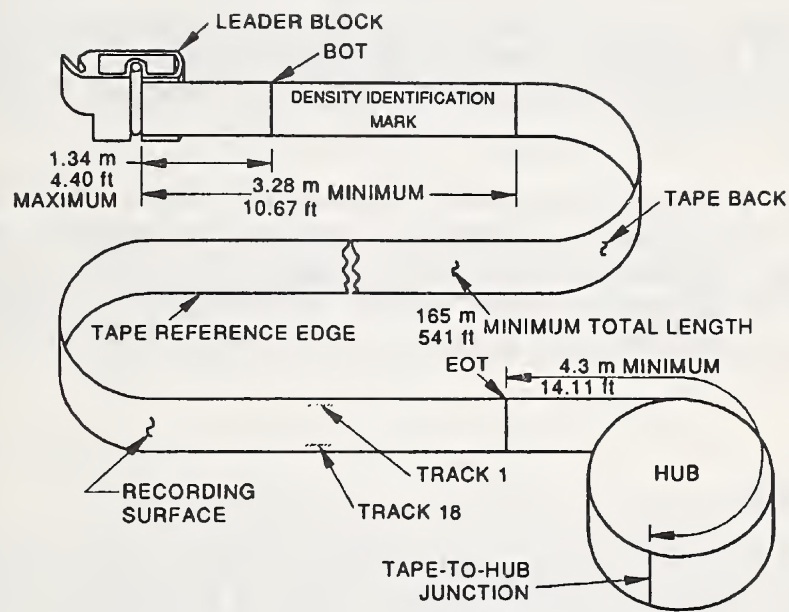 LEADER BLOCK
BOT
DENSITY IDENTIFICATION
MARK
1.34 m
4.40 ft
MAXIMUM
3.28 m MINIMUM
10.67 ft
TAPE BACK
TAPE REFERENCE EDGE
165 m MINIMUM TOTAL LENGTH
541 ft
EOT
4.3 m MINIMUM
14.11 ft
HUB
TRACK 1
TRACK 18
RECORDING
SURFACE
TAPE-TO-HUB
JUNCTION